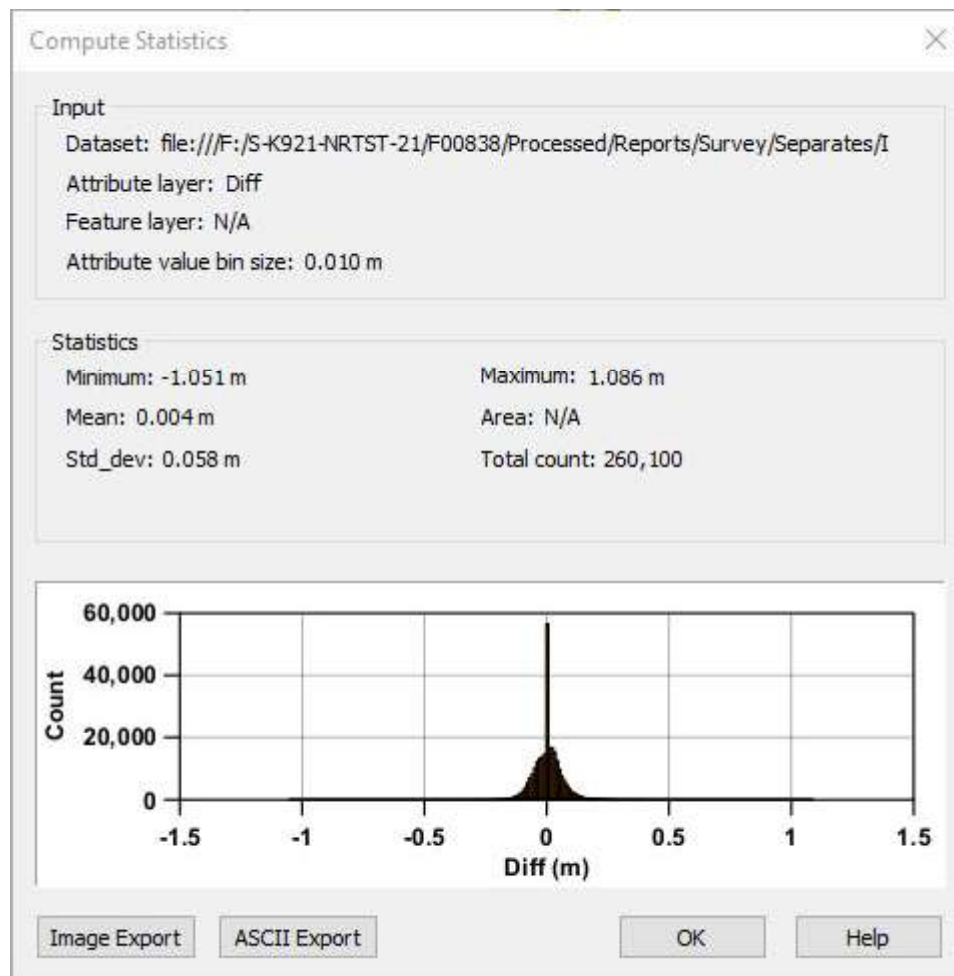 Compute Statistics
Input
Dataset: file:///F:/S-K921-NRTST-21/F00838/Processed/Reports/Survey/Separates/I
Attribute layer: Diff
Feature layer: N/A
Attribute value bin size: 0.010 m
Statistics
Minimum: -1.051 m Maximum: 1.086 m
Mean: 0.004 m Area: N/A
Std_dev: 0.058 m Total count: 260,100
60,000
40,000
20,000
0
Count
-1.5 -1 -0.5 0 0.5 1 1.5
Diff (m)
Image Export ASCII Export OK Help